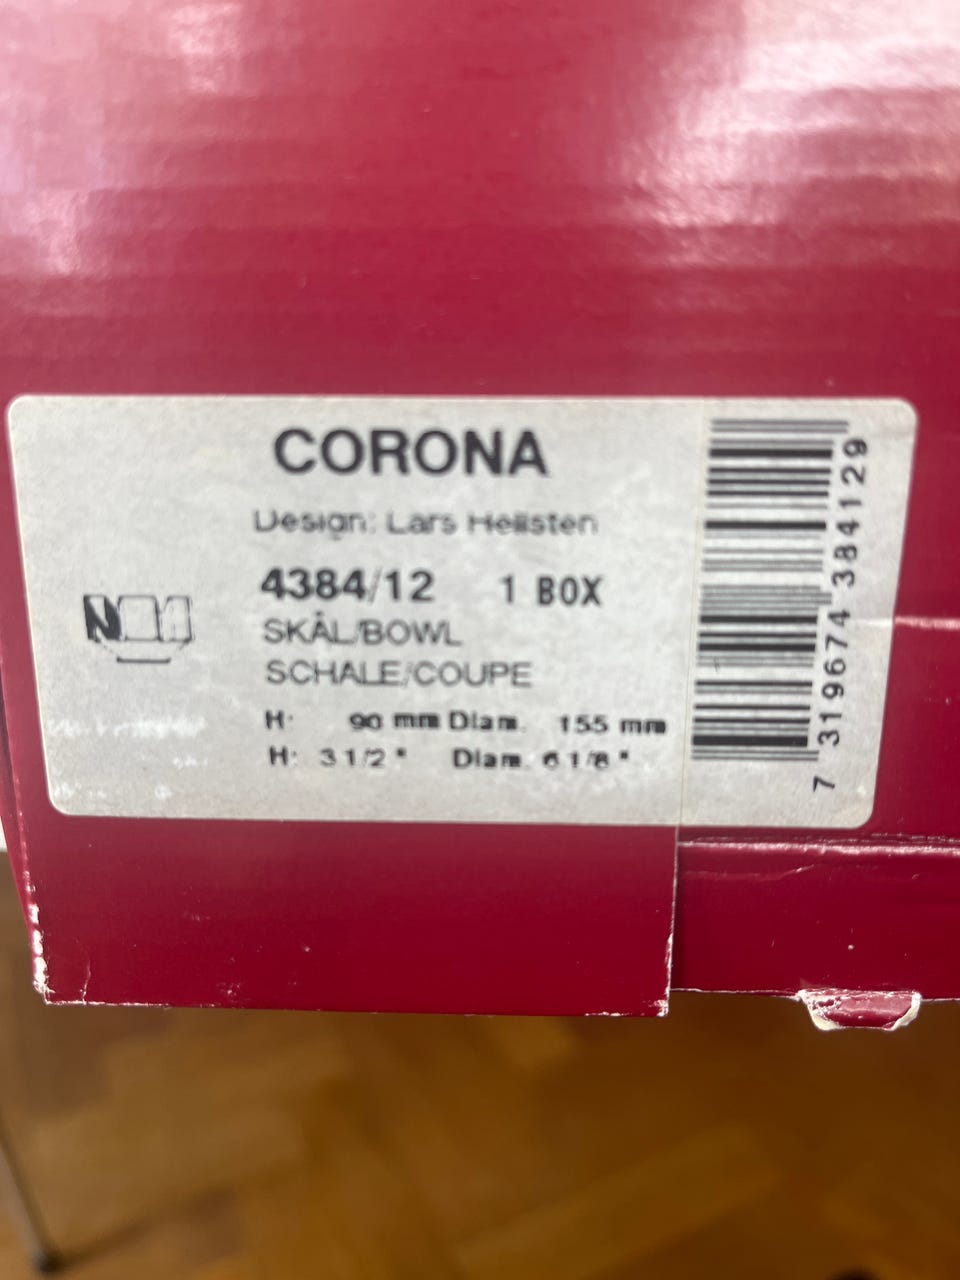 CORONA
Design: Lars Hellsten
4384/12 1 BOX
SKÅL/BOWL
SCHALE/COUPE
H: 90 mm Diam. 155 mm
H: 3 1/2 " Diam. 6 1/8 "
7 319674 384129